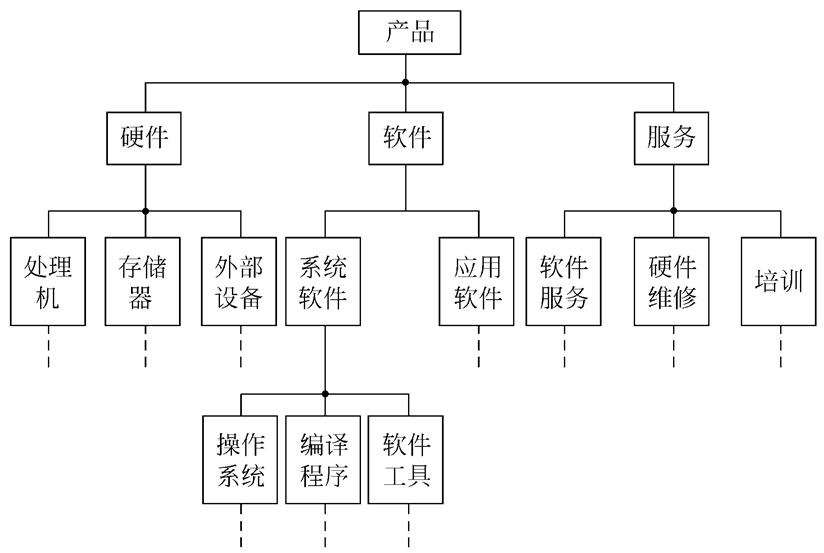 产品
硬件
软件
服务
处理
机
存储
器
外部
设备
系统
软件
应用
软件
软件
服务
硬件
维修
培训
操作
系统
编译
程序
软件
工具